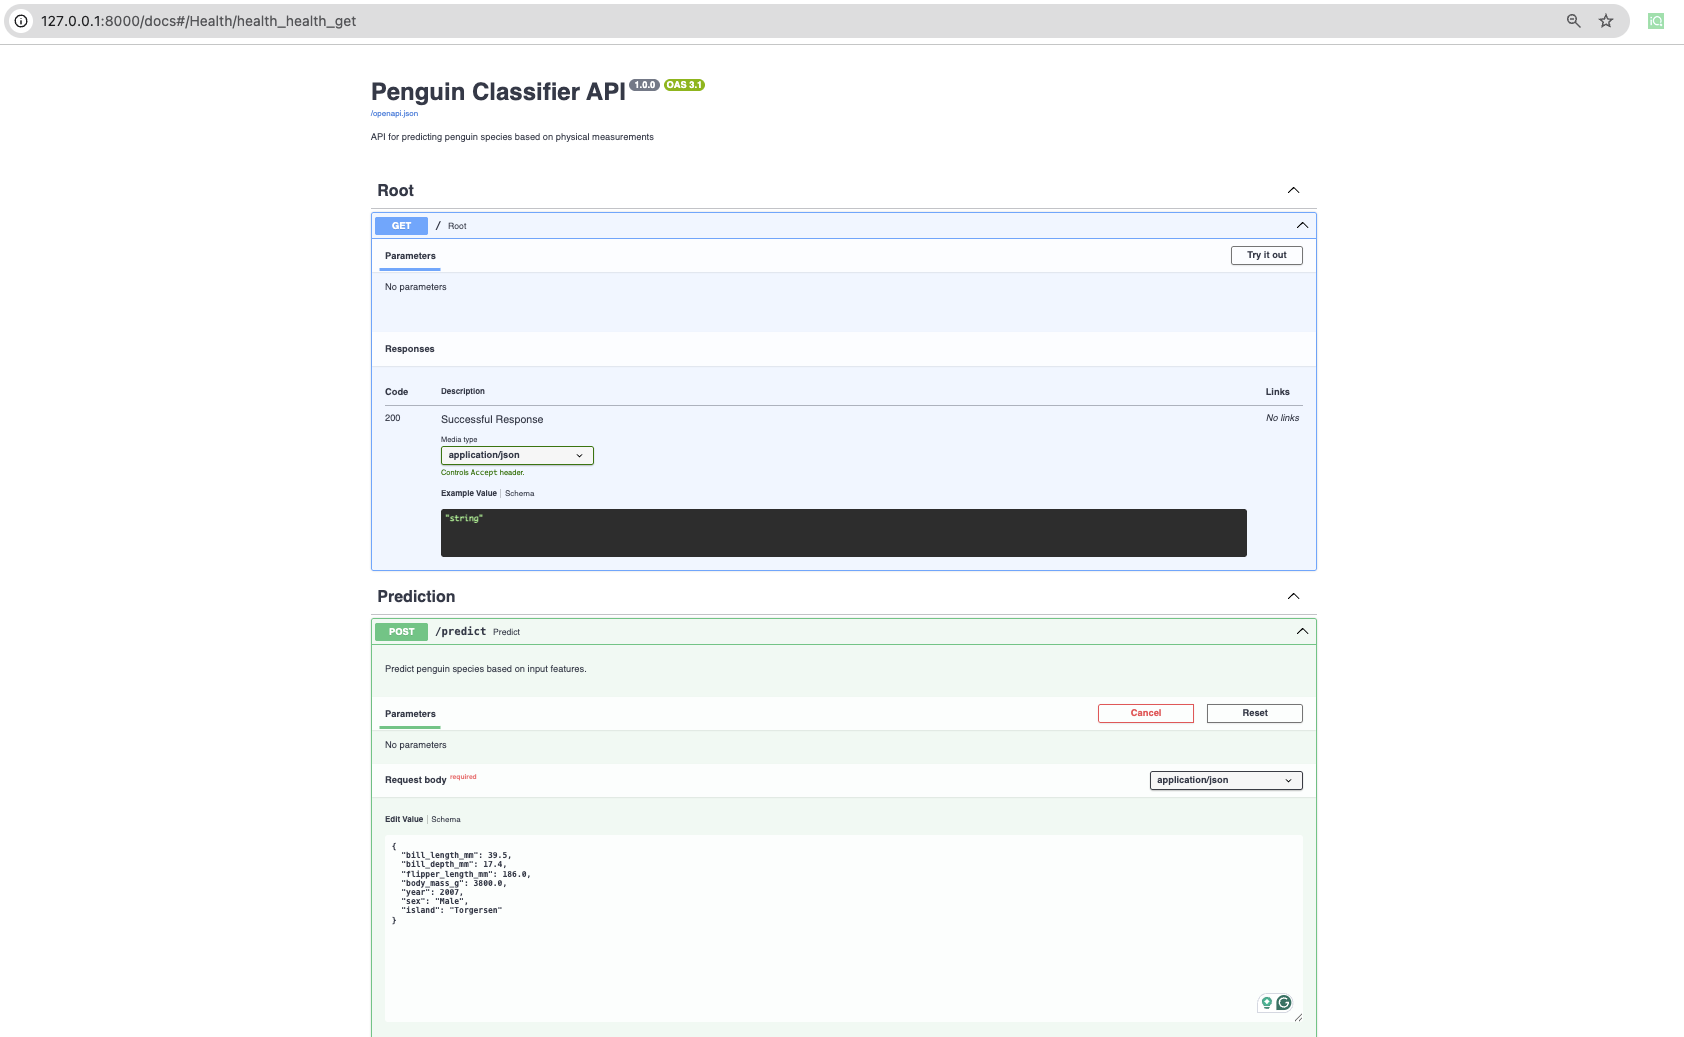 127.0.0.1:8000/docs#/Health/health_health_get
iQ
Penguin Classifier API 1.0.0 OAS 3.1
/openapi.json
API for predicting penguin species based on physical measurements
Root
GET / Root
Parameters Try it out
No parameters
Responses
Code Description Links
200 Successful Response No links
Media type
application/json
Controls Accept header.
Example Value | Schema
"string"
Prediction
POST /predict Predict
Predict penguin species based on input features.
Parameters Cancel Reset
No parameters
Request body required application/json
Edit Value | Schema
{
"bill_length_mm": 39.5,
"bill_depth_mm": 17.4,
"flipper_length_mm": 186.0,
"body_mass_g": 3800.0,
"year": 2007,
"sex": "Male",
"island": "Torgersen"
}